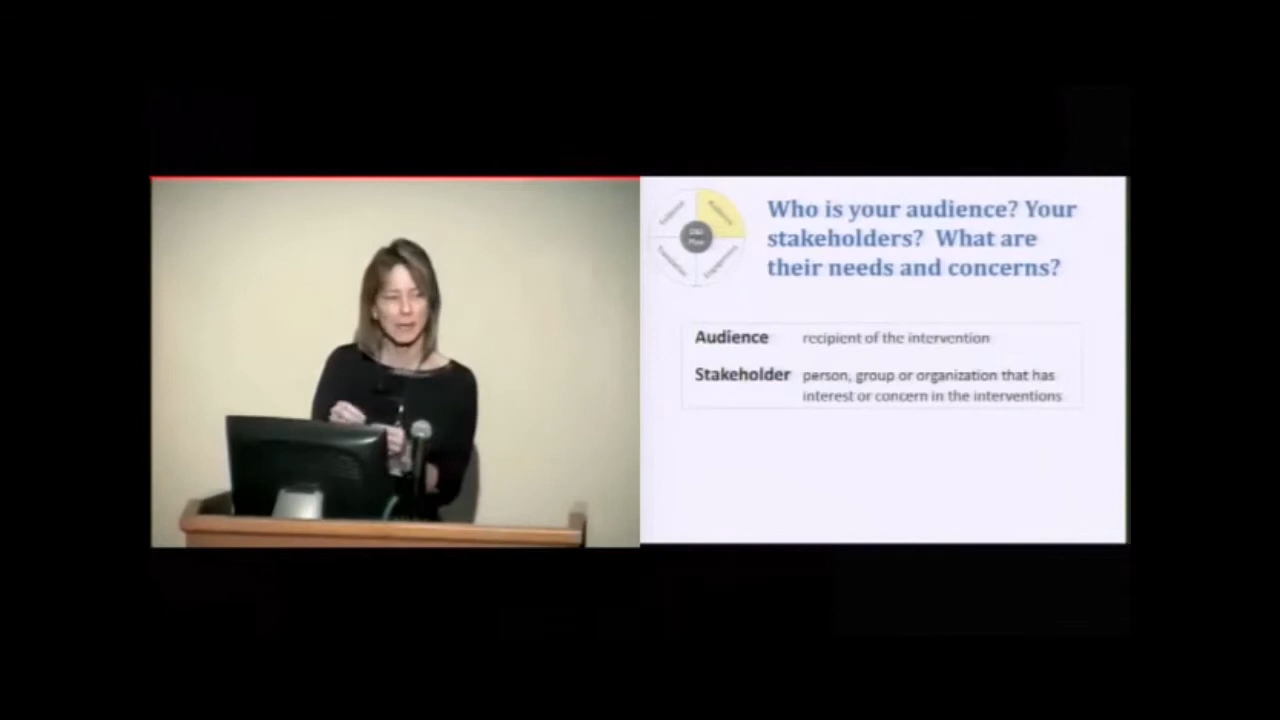 Who is your audience? Your
stakeholders? What are
their needs and concerns?
Audience
Audience recipient of the intervention
Stakeholder person, group or organization that has
interest or concern in the interventions